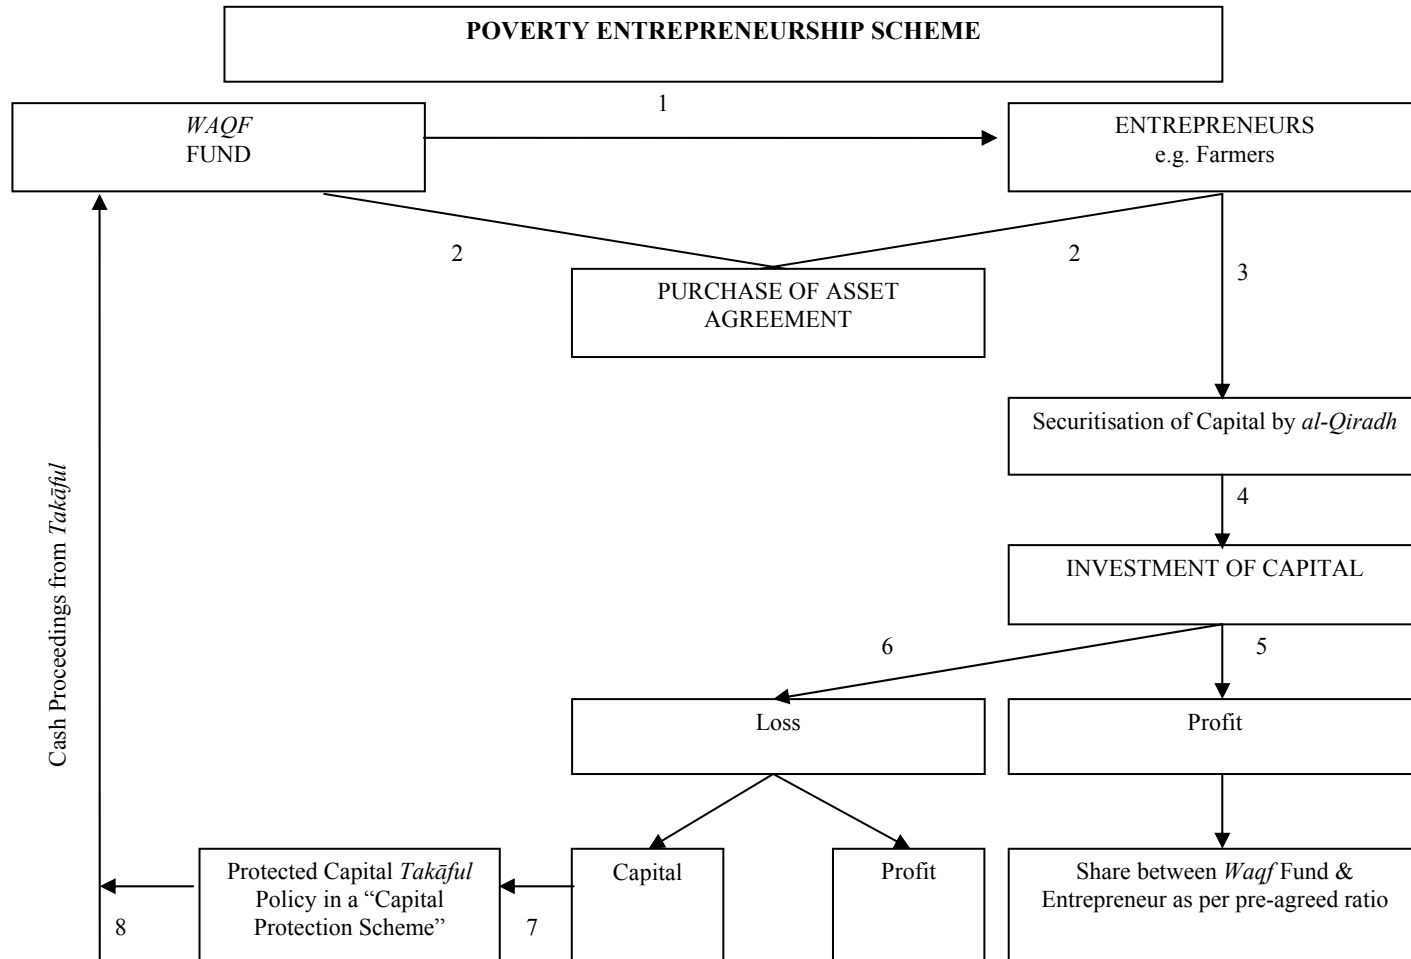 POVERTY ENTREPRENEURSHIP SCHEME
1
WAQF
FUND
ENTREPRENEURS
e.g. Farmers
2
2
3
PURCHASE OF ASSET
AGREEMENT
Securitisation of Capital by al-Qiradh
4
INVESTMENT OF CAPITAL
6
5
Loss
Profit
Cash Proceedings from Takāful
Protected Capital Takāful
Policy in a “Capital
Protection Scheme”
Capital
Profit
Share between Waqf Fund &
Entrepreneur as per pre-agreed ratio
8
7